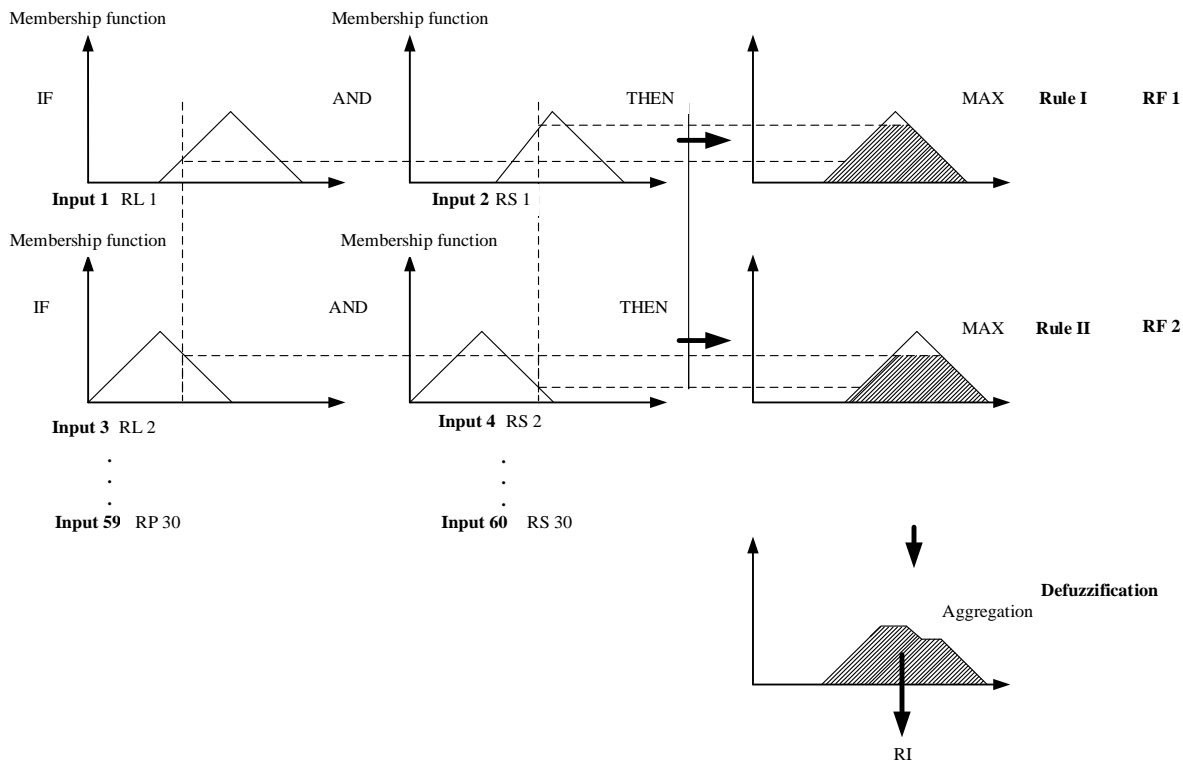 Membership function
Membership function
IF
AND
THEN
MAX Rule I RF 1
Input 1 RL 1
Input 2 RS 1
Membership function
Membership function
IF
AND
THEN
MAX Rule II RF 2
Input 3 RL 2
Input 4 RS 2
.
.
.
.
.
.
Input 59 RP 30
Input 60 RS 30
Defuzzification
Aggregation
RI